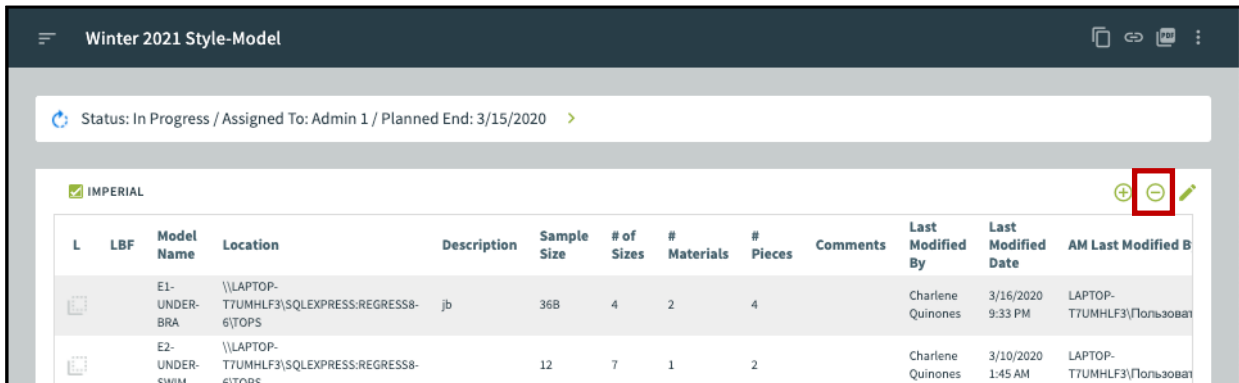 Winter 2021 Style-Model
PDF
Status: In Progress / Assigned To: Admin 1 / Planned End: 3/15/2020
IMPERIAL
L LBF Model Name Location Description Sample Size # of Sizes # Materials # Pieces Comments Last Modified By Last Modified Date AM Last Modified B
E1-UNDER-BRA \\LAPTOP-T7UMHLF3\SQLEXPRESS:REGRESS8-6\TOPS jb 36B 4 2 4 Charlene Quinones 3/16/2020 9:33 PM LAPTOP-T7UMHLF3\Пользоват
E2-UNDER-SWIM \\LAPTOP-T7UMHLF3\SQLEXPRESS:REGRESS8-6\TOPS 12 7 1 2 Charlene Quinones 3/10/2020 1:45 AM LAPTOP-T7UMHLF3\Пользоват